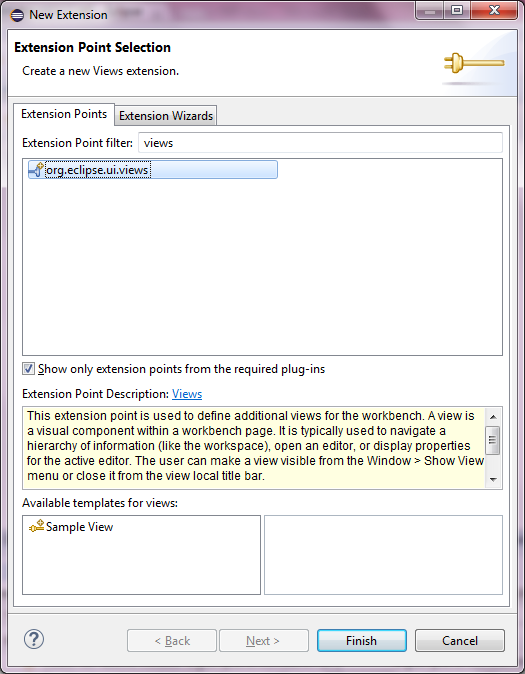 New Extension
Extension Point Selection
Create a new Views extension.
Extension Points
Extension Wizards
Extension Point filter: views
org.eclipse.ui.views
Show only extension points from the required plug-ins
Extension Point Description: Views
This extension point is used to define additional views for the workbench. A view
is a visual component within a workbench page. It is typically used to navigate a
hierarchy of information (like the workspace), open an editor, or display properties
for the active editor. The user can make a view visible from the Window > Show View
menu or close it from the view local title bar.
Available templates for views:
Sample View
< Back
Next >
Finish
Cancel